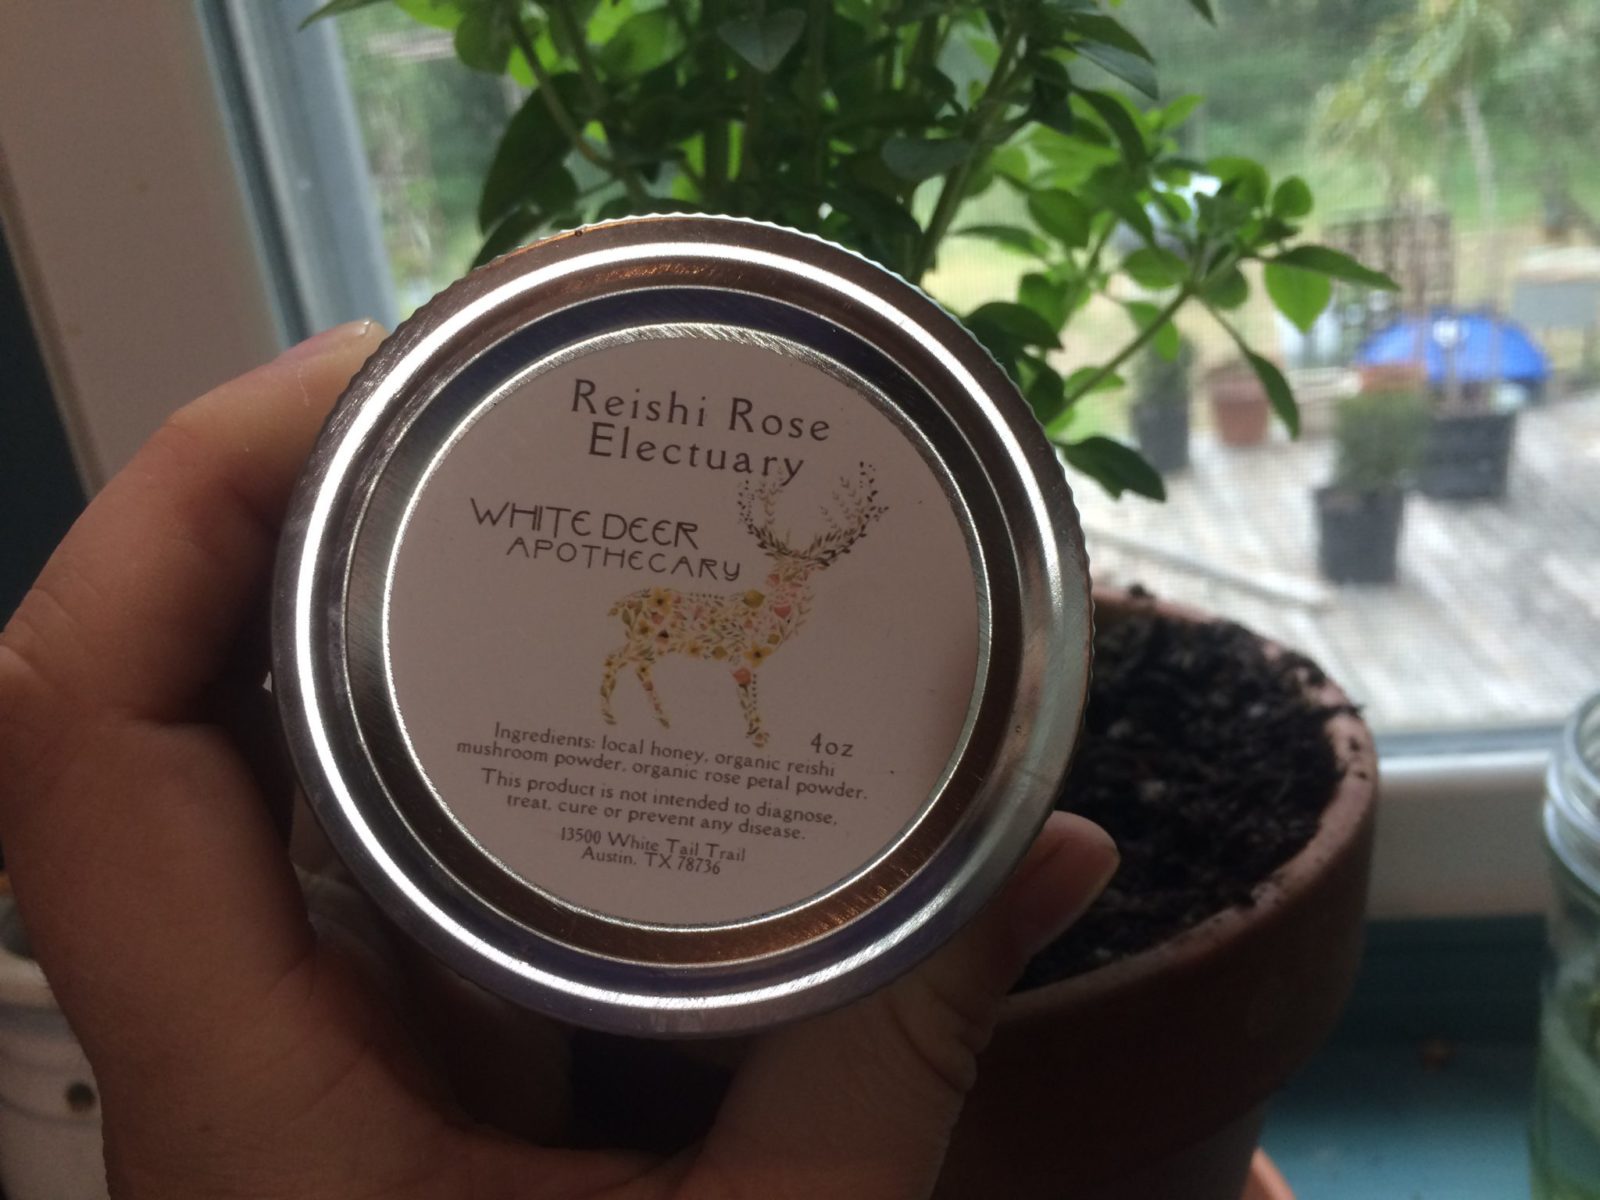 Reishi Rose
Electuary
WHITE DEER
APOTHECARY
4oz
Ingredients: local honey, organic reishi
mushroom powder, organic rose petal powder.
This product is not intended to diagnose,
treat, cure or prevent any disease.
13500 White Tail Trail
Austin, TX 78736